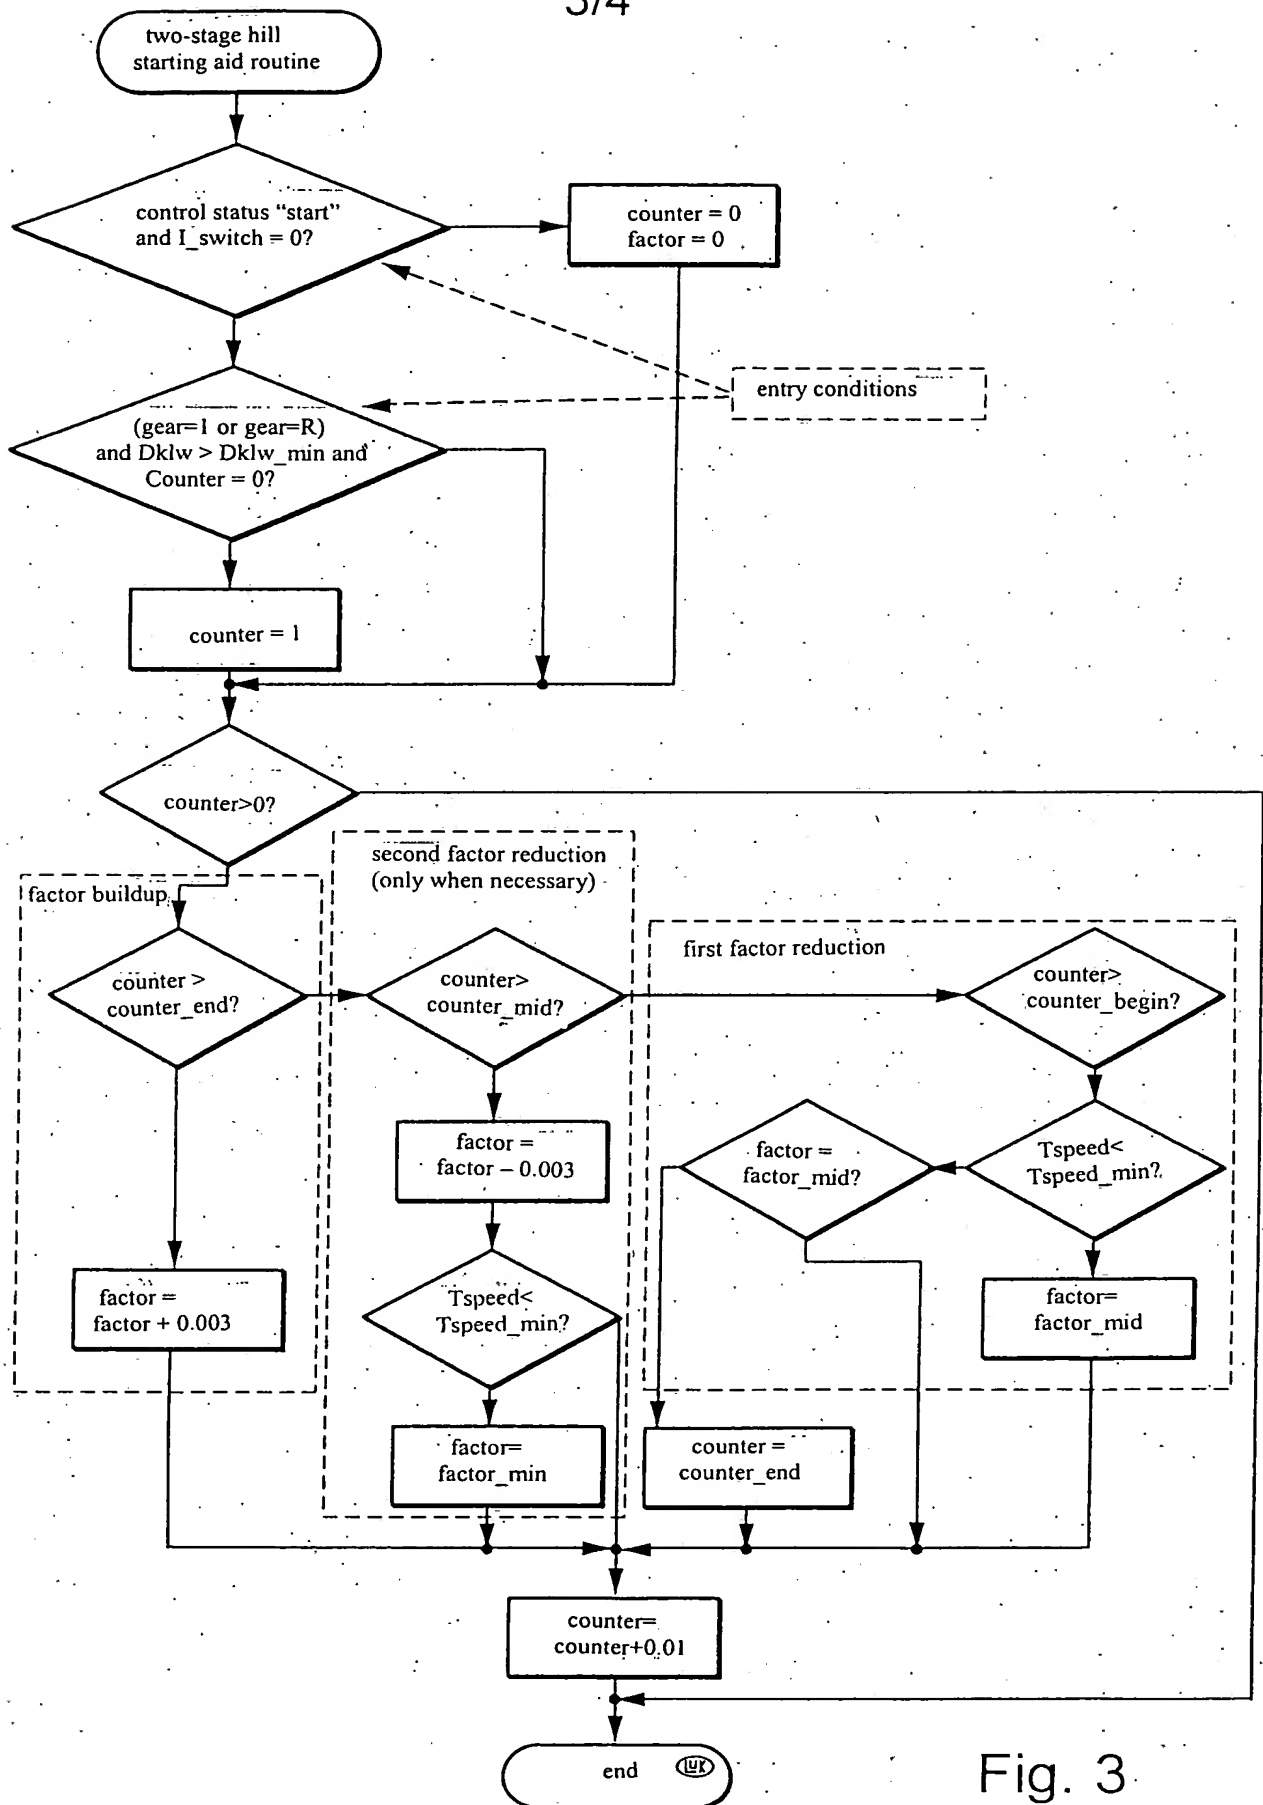 3/4
two-stage hill
starting aid routine
control status “start”
and I_switch = 0?
counter = 0
factor = 0
entry conditions
(gear=1 or gear=R)
and Dklw > Dklw_min and
Counter = 0?
counter = 1
counter>0?
factor buildup
second factor reduction
(only when necessary)
first factor reduction
counter >
counter_end?
counter>
counter_mid?
counter>
counter_begin?
factor =
factor – 0.003
factor =
factor_mid?
Tspeed<
Tspeed_min?
factor =
factor + 0.003
Tspeed<
Tspeed_min?
factor=
factor_mid
factor=
factor_min
counter =
counter_end
counter=
counter+0.01
end
LUK
Fig. 3